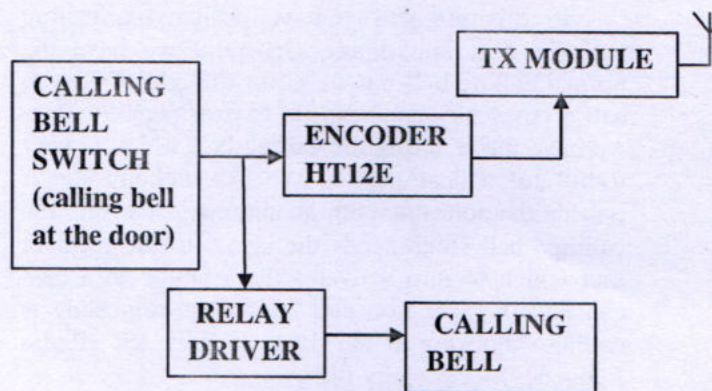 TX MODULE
CALLING
BELL
SWITCH
(calling bell
at the door)
ENCODER
HT12E
RELAY
DRIVER
CALLING
BELL